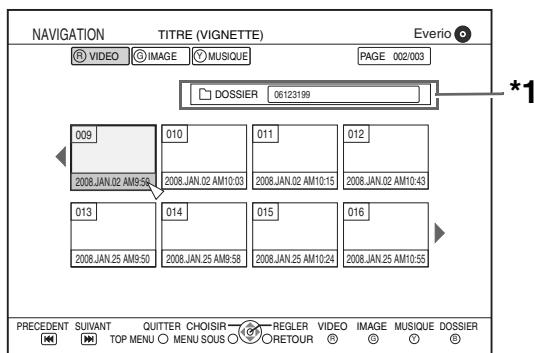 NAVIGATION TITRE (VIGNETTE) Everio
R VIDEO G IMAGE Y MUSIQUE PAGE 002/003
DOSSIER 06123199 *1
009 010 011 012
2008.JAN.02 AM9:50 2008.JAN.02 AM10:03 2008.JAN.02 AM10:15 2008.JAN.02 AM10:43
013 014 015 016
2008.JAN.25 AM9:50 2008.JAN.25 AM9:58 2008.JAN.25 AM10:24 2008.JAN.25 AM10:55
PRECEDENT SUIVANT QUITTER CHOISIR REGLER VIDEO IMAGE MUSIQUE DOSSIER
TOP MENU MENU SOUS RETOUR R G Y B